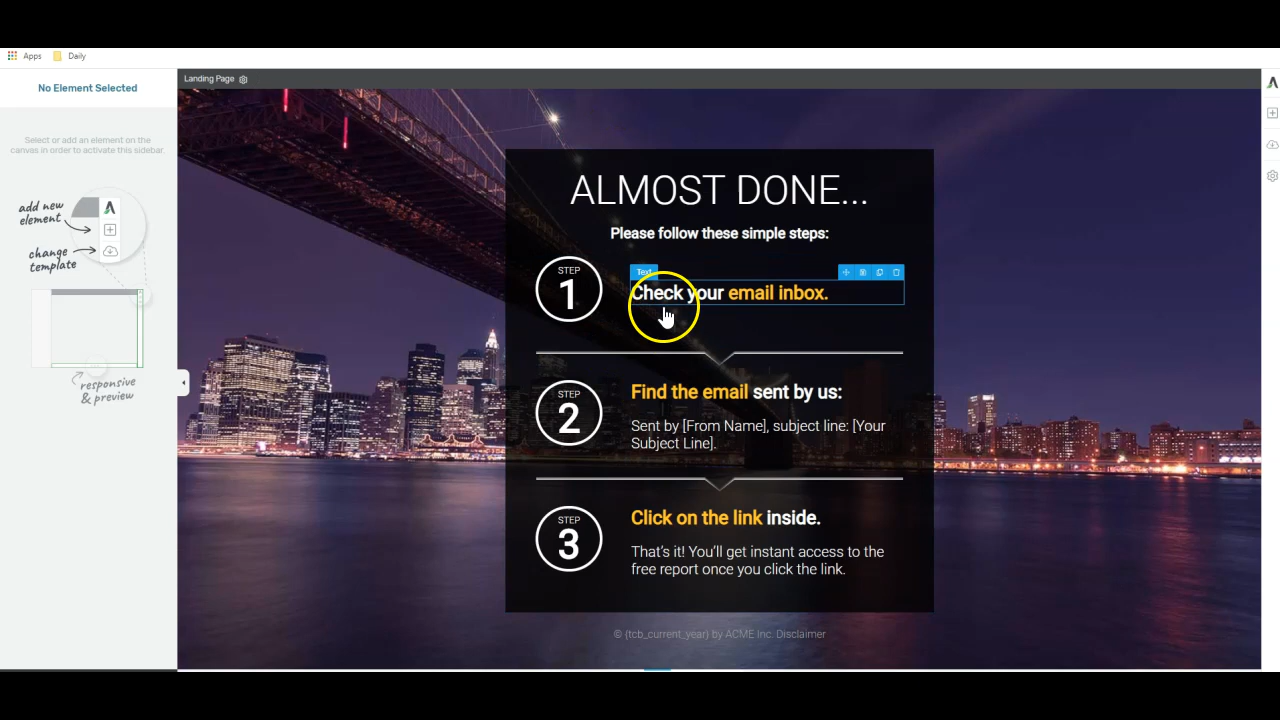 Apps
Daily
No Element Selected
Select or add an element on the
canvas in order to activate this sidebar.
add new
element
change
template
responsive
& preview
Landing Page
ALMOST DONE...
Please follow these simple steps:
STEP
1
Text
Check your email inbox.
STEP
2
Find the email sent by us:
Sent by [From Name], subject line: [Your
Subject Line].
STEP
3
Click on the link inside.
That's it! You'll get instant access to the
free report once you click the link.
© {tcb_current_year} by ACME Inc. Disclaimer